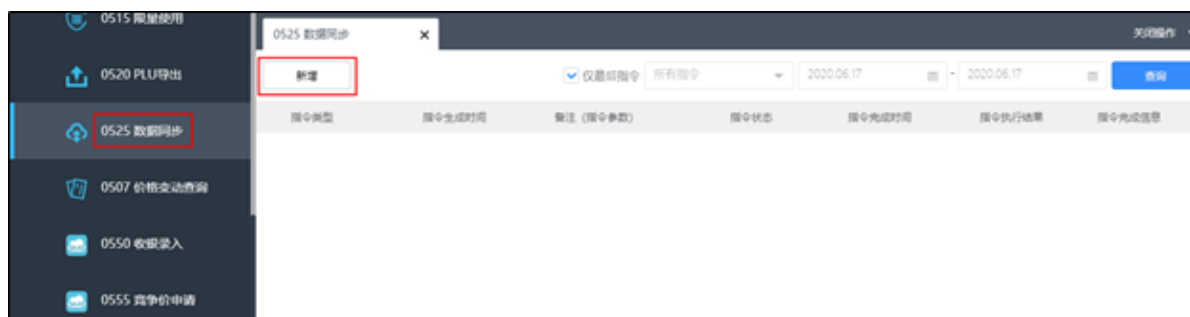 0515 限量使用
0525 数据同步
关闭操作
0520 PLU导出
新增
仅最终指令
所有指令
2020.06.17
-
2020.06.17
查询
指令类型
指令生成时间
备注（指令参数）
指令状态
指令完成时间
指令执行结果
指令完成信息
0525 数据同步
0507 价格变动查询
0550 收银录入
0555 竞争价申请